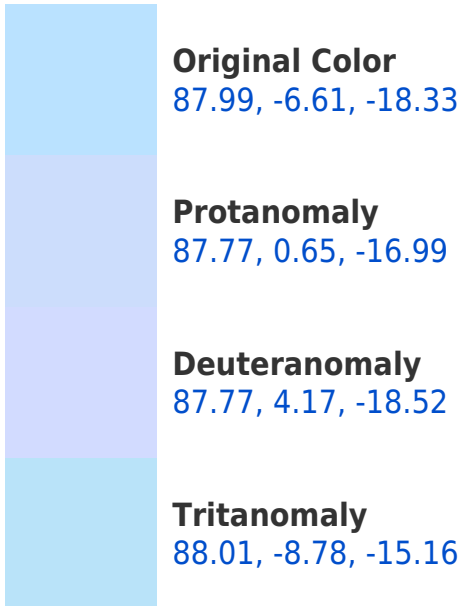 Original Color
87.99, -6.61, -18.33
Protanomaly
87.77, 0.65, -16.99
Deuteranomaly
87.77, 4.17, -18.52
Tritanomaly
88.01, -8.78, -15.16